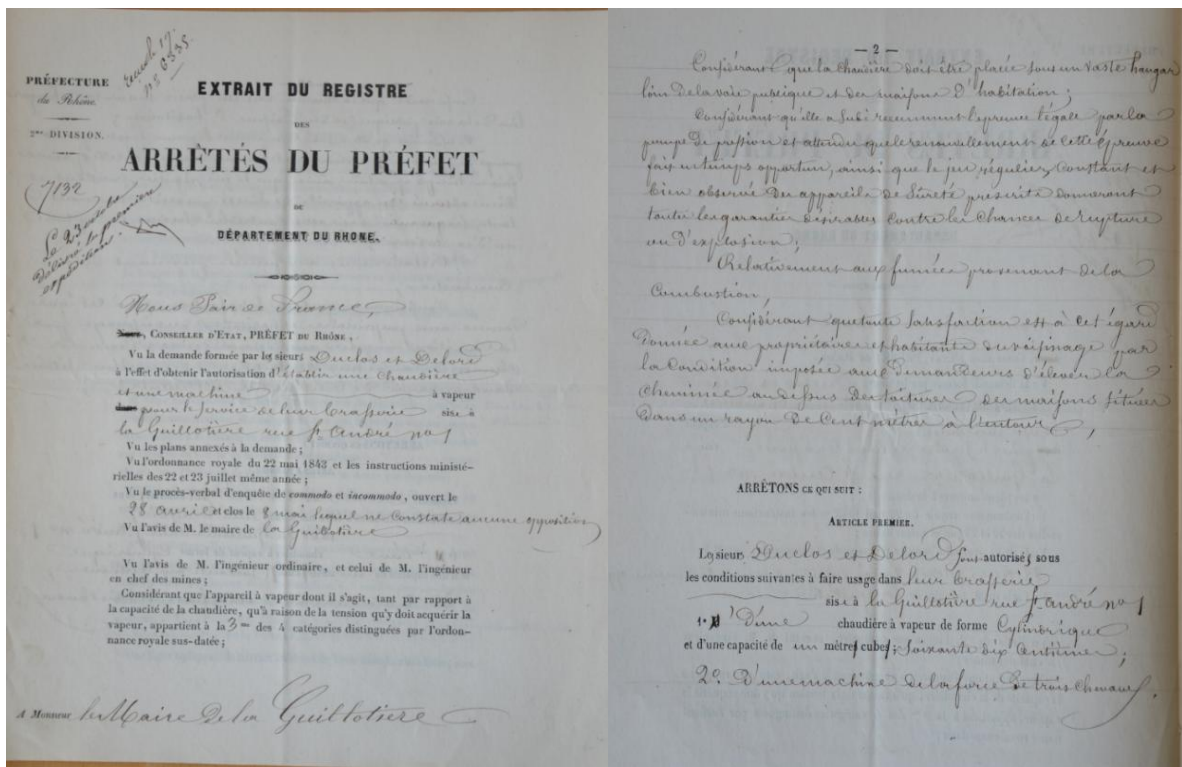 PRÉFECTURE
du Rhône.
2me DIVISION.
7132
Le 23 octobre
délivré la première
expédition.
EXTRAIT DU REGISTRE
DES
ARRÊTÉS DU PRÉFET
DU
DÉPARTEMENT DU RHONE.
Nous Pair de France,
Nous, CONSEILLER D'ETAT, PRÉFET DU RHÔNE,
Vu la demande formée par les sieurs Duclos et Delord
à l'effet d'obtenir l'autorisation d'établir une chaudière
et une machine à vapeur
pour le service de leur brasserie sise à
la Guillotière rue St. André no 1
Vu les plans annexés à la demande ;
Vu l'ordonnance royale du 22 mai 1843 et les instructions ministé-
rielles des 22 et 23 juillet même année ;
Vu le procès-verbal d'enquête de commodo et incommodo, ouvert le
28 avril et clos le 8 mai lequel ne constate aucune opposition
Vu l'avis de M. le maire de la Guillotière
Vu l'avis de M. l'ingénieur ordinaire, et celui de M. l'ingénieur
en chef des mines ;
Considérant que l'appareil à vapeur dont il s'agit, tant par rapport à
la capacité de la chaudière, qu'à raison de la tension qu'y doit acquérir la
vapeur, appartient à la 3me des 4 catégories distinguées par l'ordon-
nance royale sus-datée ;
A Monsieur le Maire de la Guillotière
— 2 —
Considérant que la chaudière doit être placée sous un vaste hangar
loin de la voie publique et des maisons d'habitation ;
Considérant qu'elle a subi récemment l'épreuve légale par la
pompe de pression et attendu que le renouvellement de cette épreuve
fait en temps opportun, ainsi que le jeu régulier, constant et
bien observé des appareils de sûreté prescrits donneront
toutes les garanties désirables contre les chances de rupture
ou d'explosion ;
Relativement aux fumées provenant de la
combustion,
Considérant que toute satisfaction est à cet égard
donnée aux propriétaires et habitants du voisinage par
la condition imposée aux demandeurs d'élever la
cheminée au dessus des toitures des maisons situées
dans un rayon de cent mètres à l'entour,
ARRÊTONS CE QUI SUIT :
ARTICLE PREMIER.
Les sieurs Duclos et Delord sont autorisés sous
les conditions suivantes à faire usage dans leur brasserie
sise à la Guillotière rue St. André no 1
1° D'une chaudière à vapeur de forme Cylindrique
et d'une capacité de un mètre cube; soixante dix centièmes ;
2o. D'une machine de la force de trois chevaux.